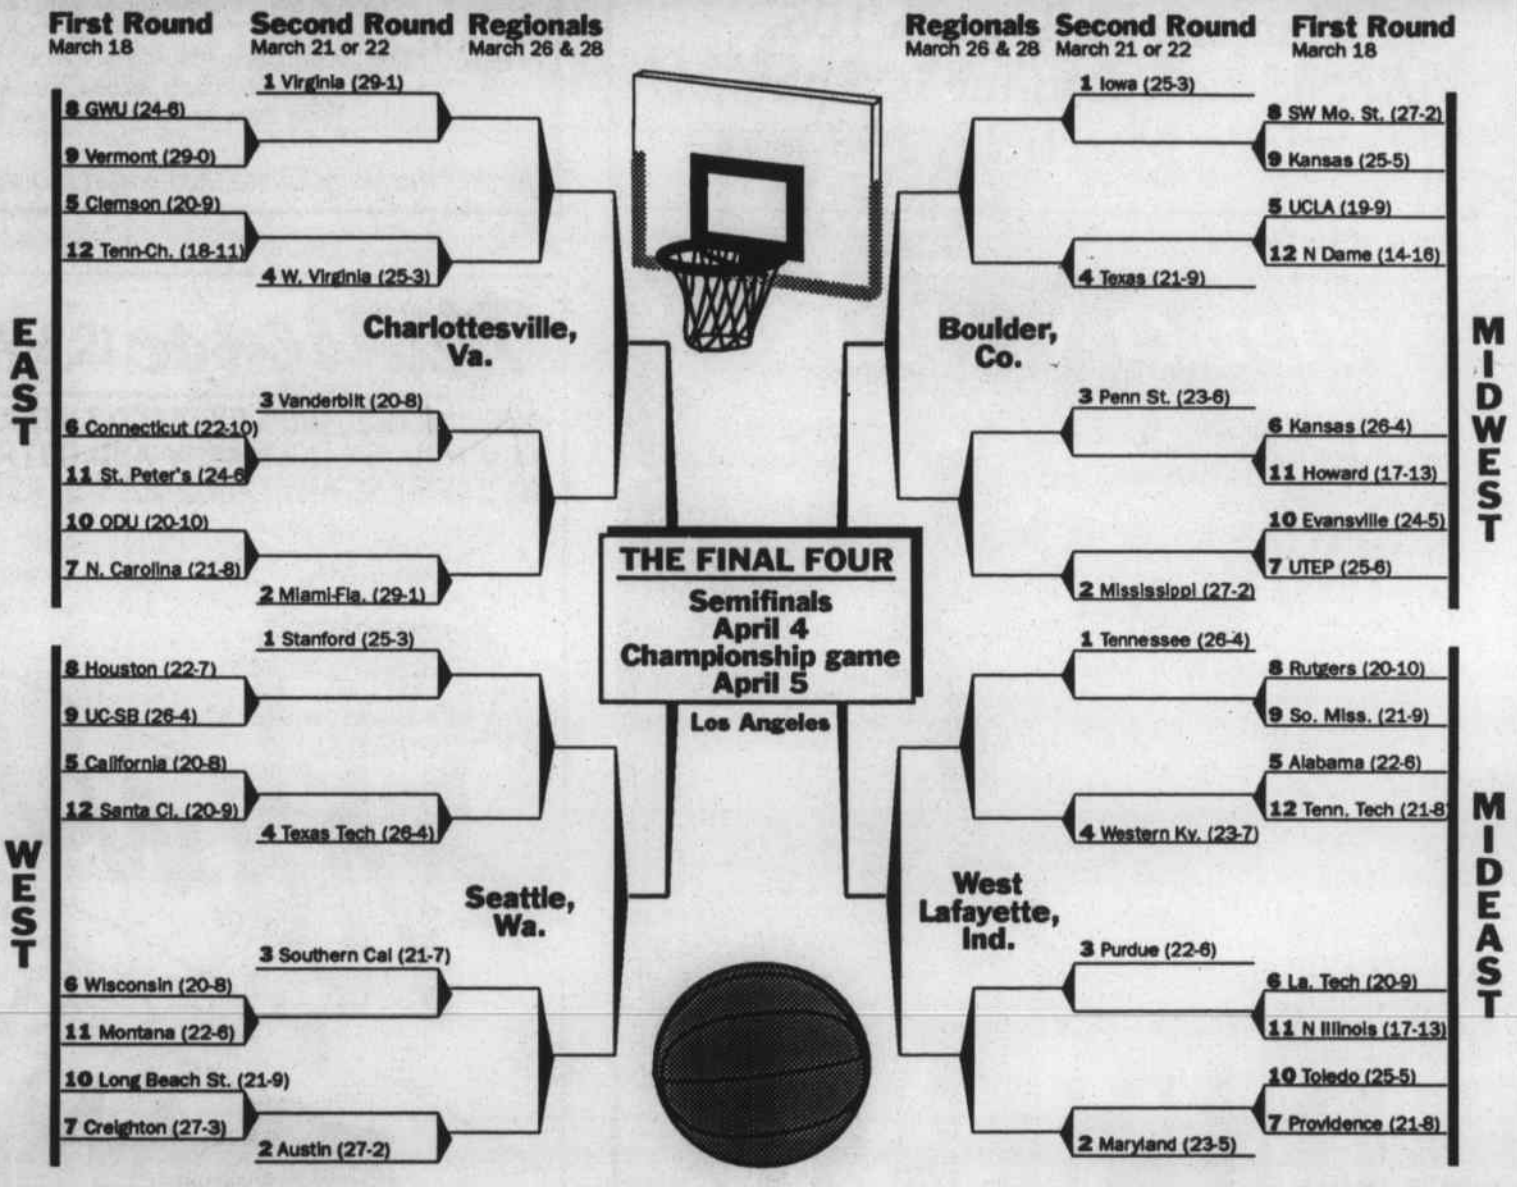 First Round
March 18
Second Round
March 21 or 22
Regionals
March 26 & 28
Regionals
March 26 & 28
Second Round
March 21 or 22
First Round
March 18
EAST
1 Virginia (29-1)
8 GWU (24-6)
9 Vermont (29-0)
5 Clemson (20-9)
12 Tenn-Ch. (18-11)
4 W. Virginia (25-3)
Charlottesville,
Va.
3 Vanderbilt (20-8)
6 Connecticut (22-10)
11 St. Peter's (24-6
10 ODU (20-10)
7 N. Carolina (21-8)
2 Miami-Fla. (29-1)
WEST
1 Stanford (25-3)
8 Houston (22-7)
9 UC-SB (26-4)
5 California (20-8)
12 Santa Cl. (20-9)
4 Texas Tech (26-4)
Seattle,
Wa.
3 Southern Cal (21-7)
6 Wisconsin (20-8)
11 Montana (22-6)
10 Long Beach St. (21-9)
7 Creighton (27-3)
2 Austin (27-2)
THE FINAL FOUR
Semifinals
April 4
Championship game
April 5
Los Angeles
MIDWEST
1 Iowa (25-3)
8 SW Mo. St. (27-2)
9 Kansas (25-5)
5 UCLA (19-9)
12 N Dame (14-16)
4 Texas (21-9)
Boulder,
Co.
3 Penn St. (23-6)
6 Kansas (26-4)
11 Howard (17-13)
10 Evansville (24-5)
7 UTEP (25-6)
2 Mississippi (27-2)
MIDEAST
1 Tennessee (26-4)
8 Rutgers (20-10)
9 So. Miss. (21-9)
5 Alabama (22-6)
12 Tenn. Tech (21-8
4 Western Ky. (23-7)
West
Lafayette,
Ind.
3 Purdue (22-6)
6 La. Tech (20-9)
11 N Illinois (17-13)
10 Toledo (25-5)
7 Providence (21-8)
2 Maryland (23-5)